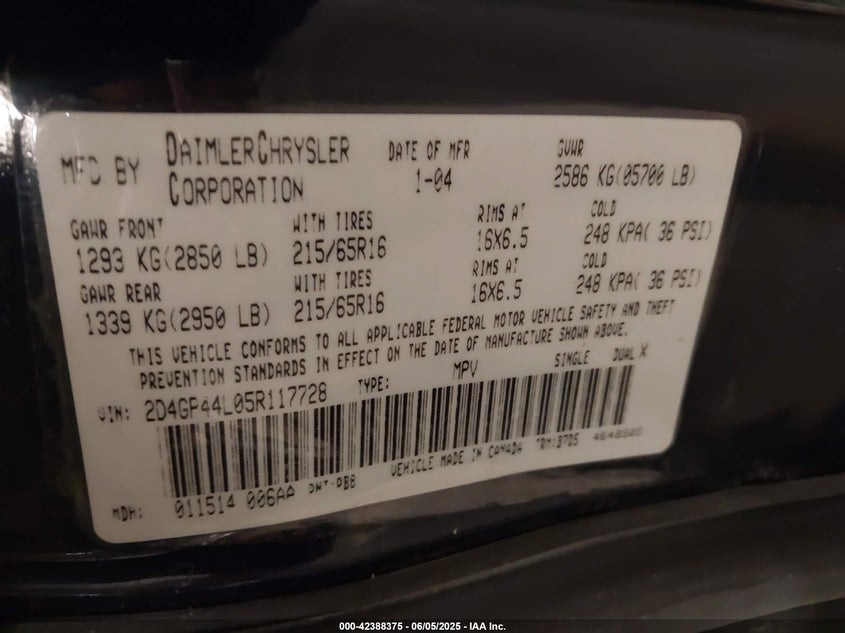 MFD BY DAIMLERCHRYSLER CORPORATION
DATE OF MFR 1-04
GVWR 2586 KG(05700 LB)
GAWR FRONT WITH TIRES RIMS AT COLD
1293 KG(2850 LB) 215/65R16 16X6.5 248 KPA( 36 PSI)
GAWR REAR WITH TIRES RIMS AT COLD
1339 KG(2950 LB) 215/65R16 16X6.5 248 KPA( 36 PSI)
THIS VEHICLE CONFORMS TO ALL APPLICABLE FEDERAL MOTOR VEHICLE SAFETY AND THEFT
PREVENTION STANDARDS IN EFFECT ON THE DATE OF MANUFACTURE SHOWN ABOVE.
VIN: 2D4GP44L05R117728 TYPE: MPV SINGLE DUAL X
MDH: 011514 006AA PNT:PB8 VEHICLE MADE IN CANADA TRM:B7D5
000-42388375 - 06/05/2025 - IAA Inc.